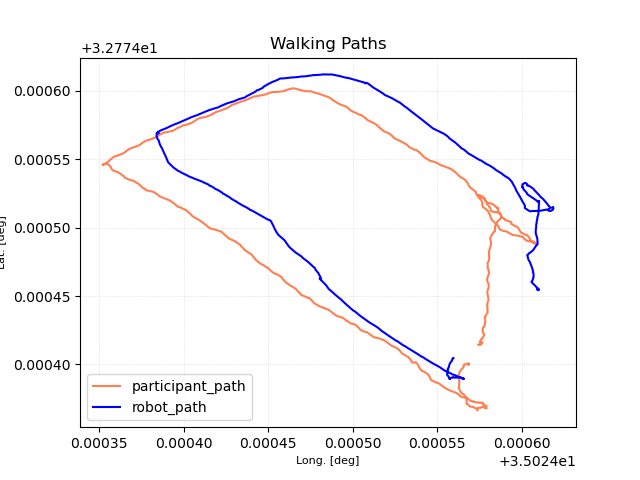 Walking Paths
+3.2774e1
0.00060
0.00055
0.00050
0.00045
0.00040
Lat. [deg]
participant_path
robot_path
0.00035 0.00040 0.00045 0.00050 0.00055 0.00060
Long. [deg]
+3.5024e1